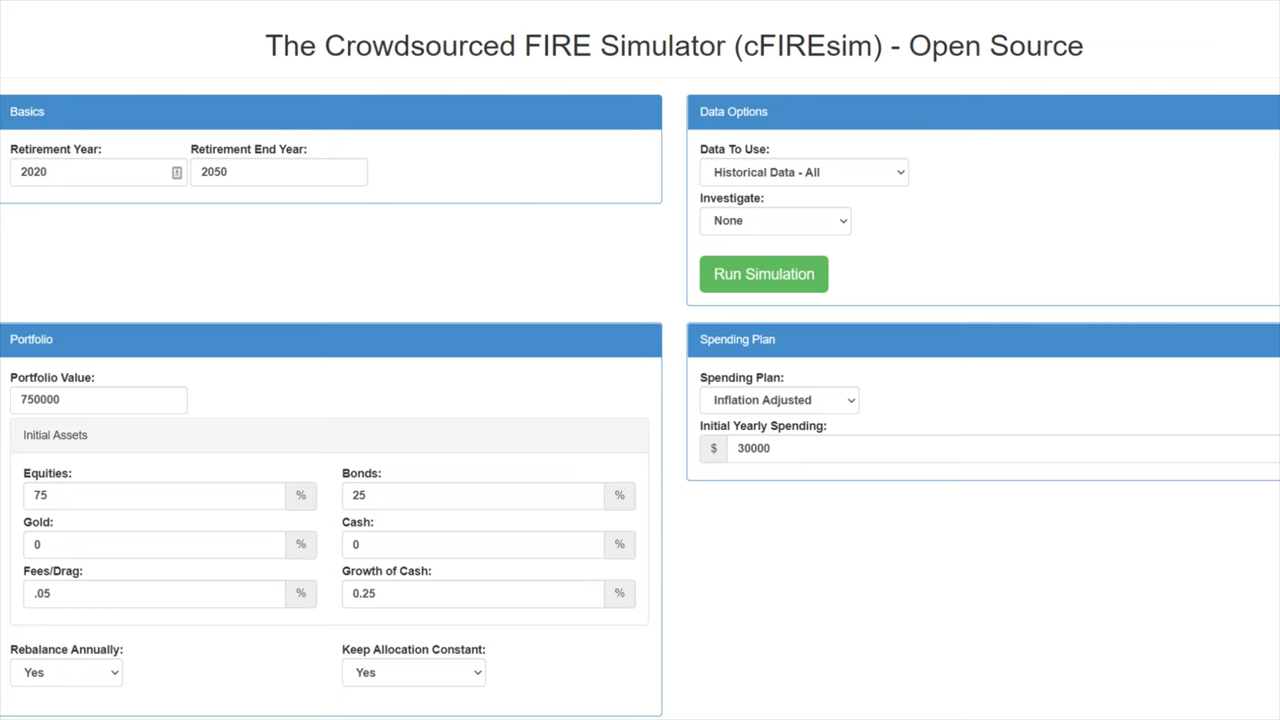 The Crowdsourced FIRE Simulator (cFIREsim) - Open Source
Basics
Retirement Year:
Retirement End Year:
2020
2050
Data Options
Data To Use:
Historical Data - All
Investigate:
None
Run Simulation
Portfolio
Portfolio Value:
750000
Initial Assets
Equities:
Bonds:
75
%
25
%
Gold:
Cash:
0
%
0
%
Fees/Drag:
Growth of Cash:
.05
%
0.25
%
Rebalance Annually:
Keep Allocation Constant:
Yes
Yes
Spending Plan
Spending Plan:
Inflation Adjusted
Initial Yearly Spending:
$
30000